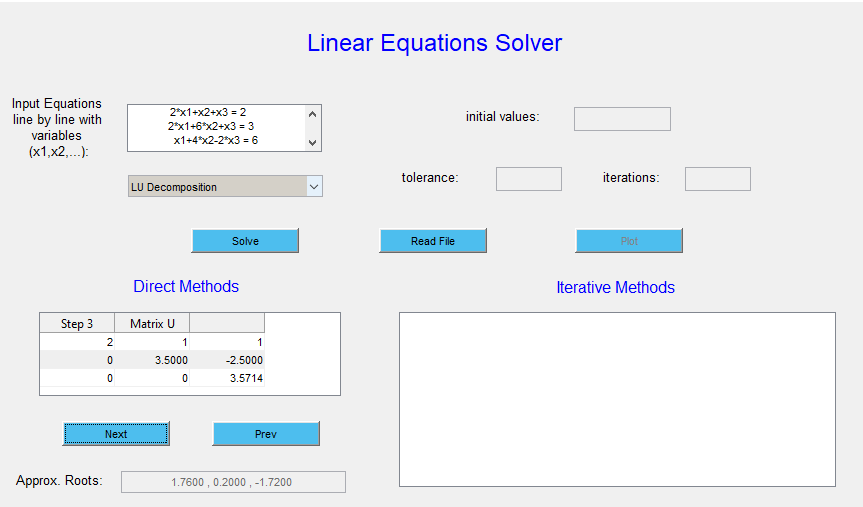 Linear Equations Solver
Input Equations
line by line with
variables
(x1,x2,...):
2*x1+x2+x3 = 2
2*x1+6*x2+x3 = 3
x1+4*x2-2*x3 = 6
initial values:
LU Decomposition
tolerance:
iterations:
Solve
Read File
Plot
Direct Methods
Iterative Methods
Step 3 Matrix U
2 1 1
0 3.5000 -2.5000
0 0 3.5714
Next
Prev
Approx. Roots:
1.7600 , 0.2000 , -1.7200